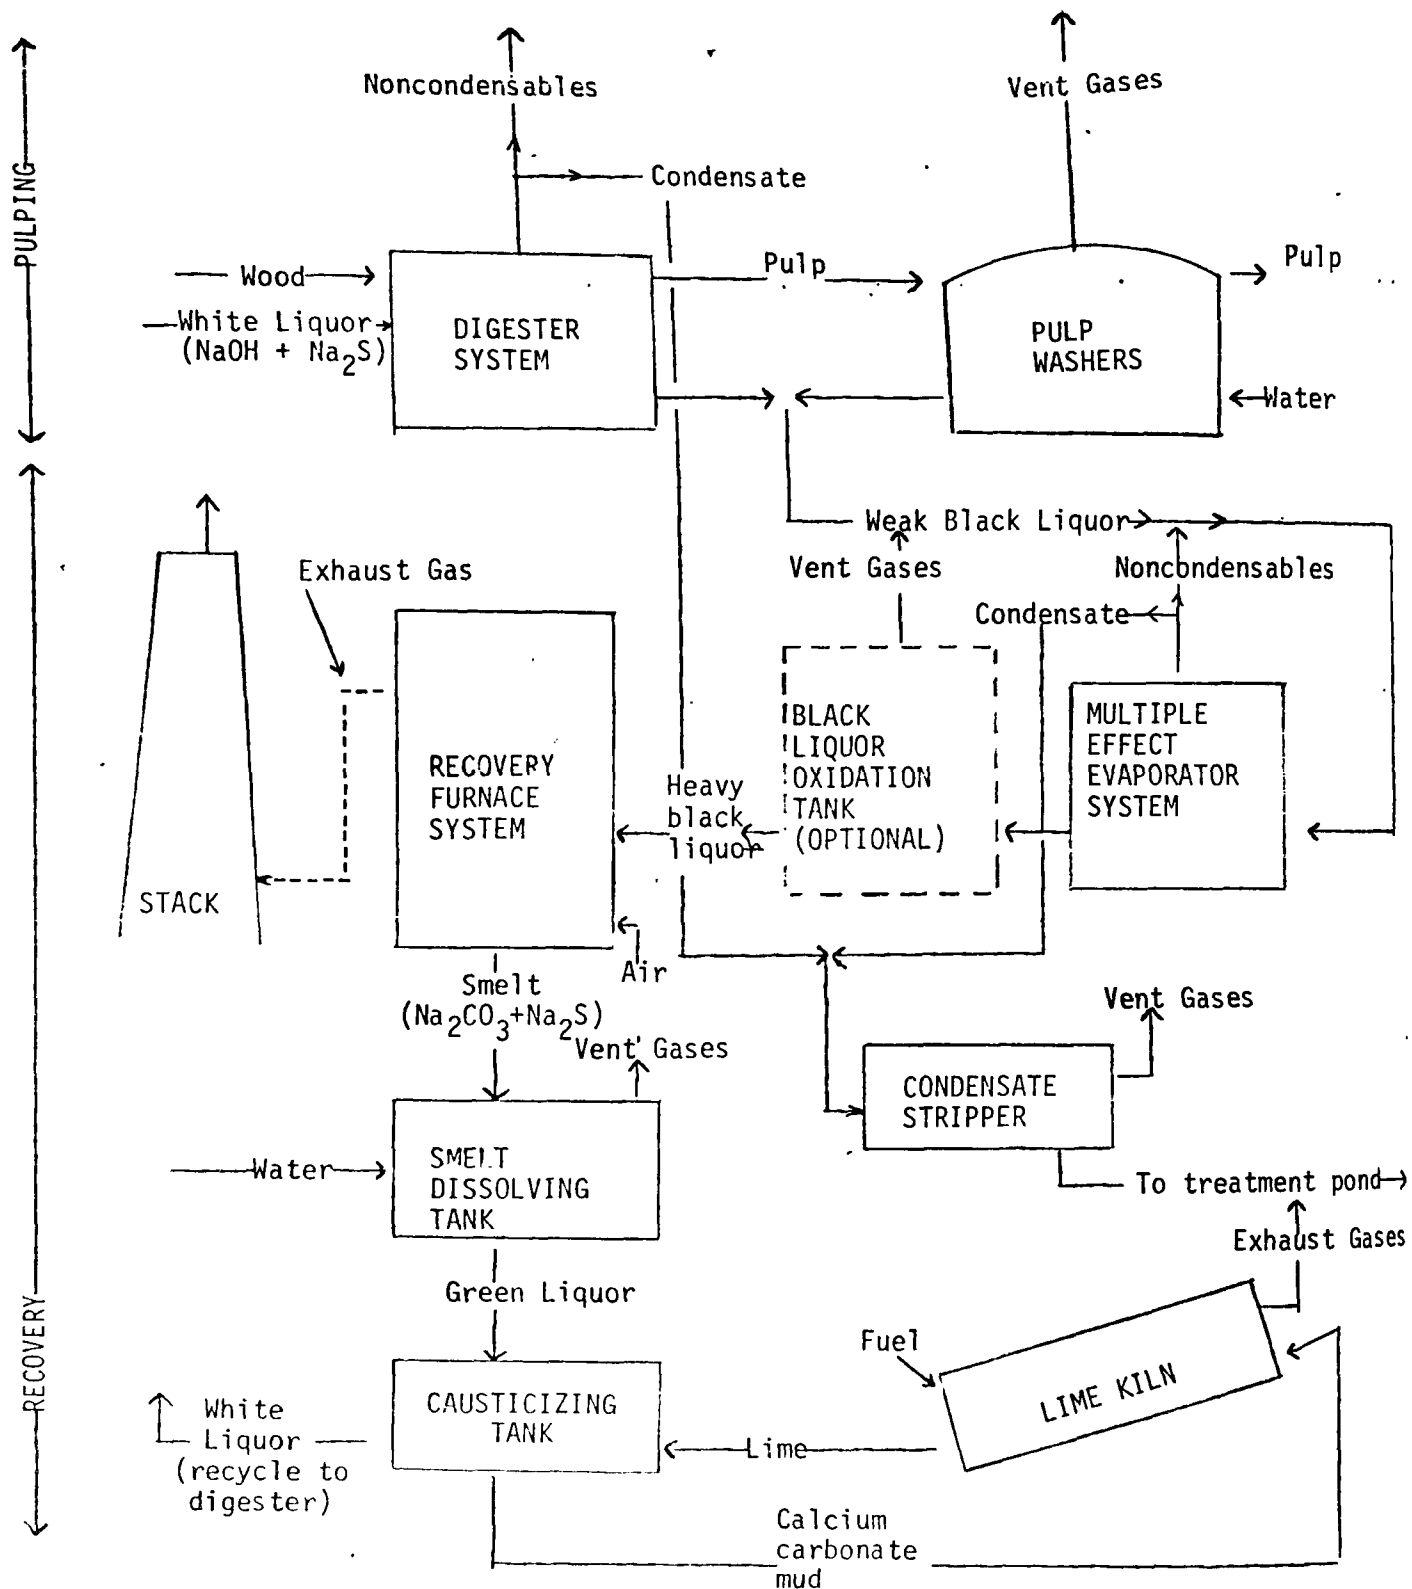 Noncondensables
Vent Gases
Condensate
PULPING
Wood
Pulp
Pulp
White Liquor
(NaOH + Na2S)
DIGESTER
SYSTEM
PULP
WASHERS
Water
Weak Black Liquor
Exhaust Gas
Vent Gases
Noncondensables
Condensate
RECOVERY
FURNACE
SYSTEM
Heavy
black
liquor
BLACK
LIQUOR
OXIDATION
TANK
(OPTIONAL)
MULTIPLE
EFFECT
EVAPORATOR
SYSTEM
STACK
Air
Smelt
(Na2CO3+Na2S)
Vent Gases
Vent Gases
CONDENSATE
STRIPPER
Water
SMELT
DISSOLVING
TANK
To treatment pond
Exhaust Gases
Green Liquor
RECOVERY
Fuel
LIME KILN
CAUSTICIZING
TANK
White
Liquor
(recycle to
digester)
Lime
Calcium
carbonate
mud